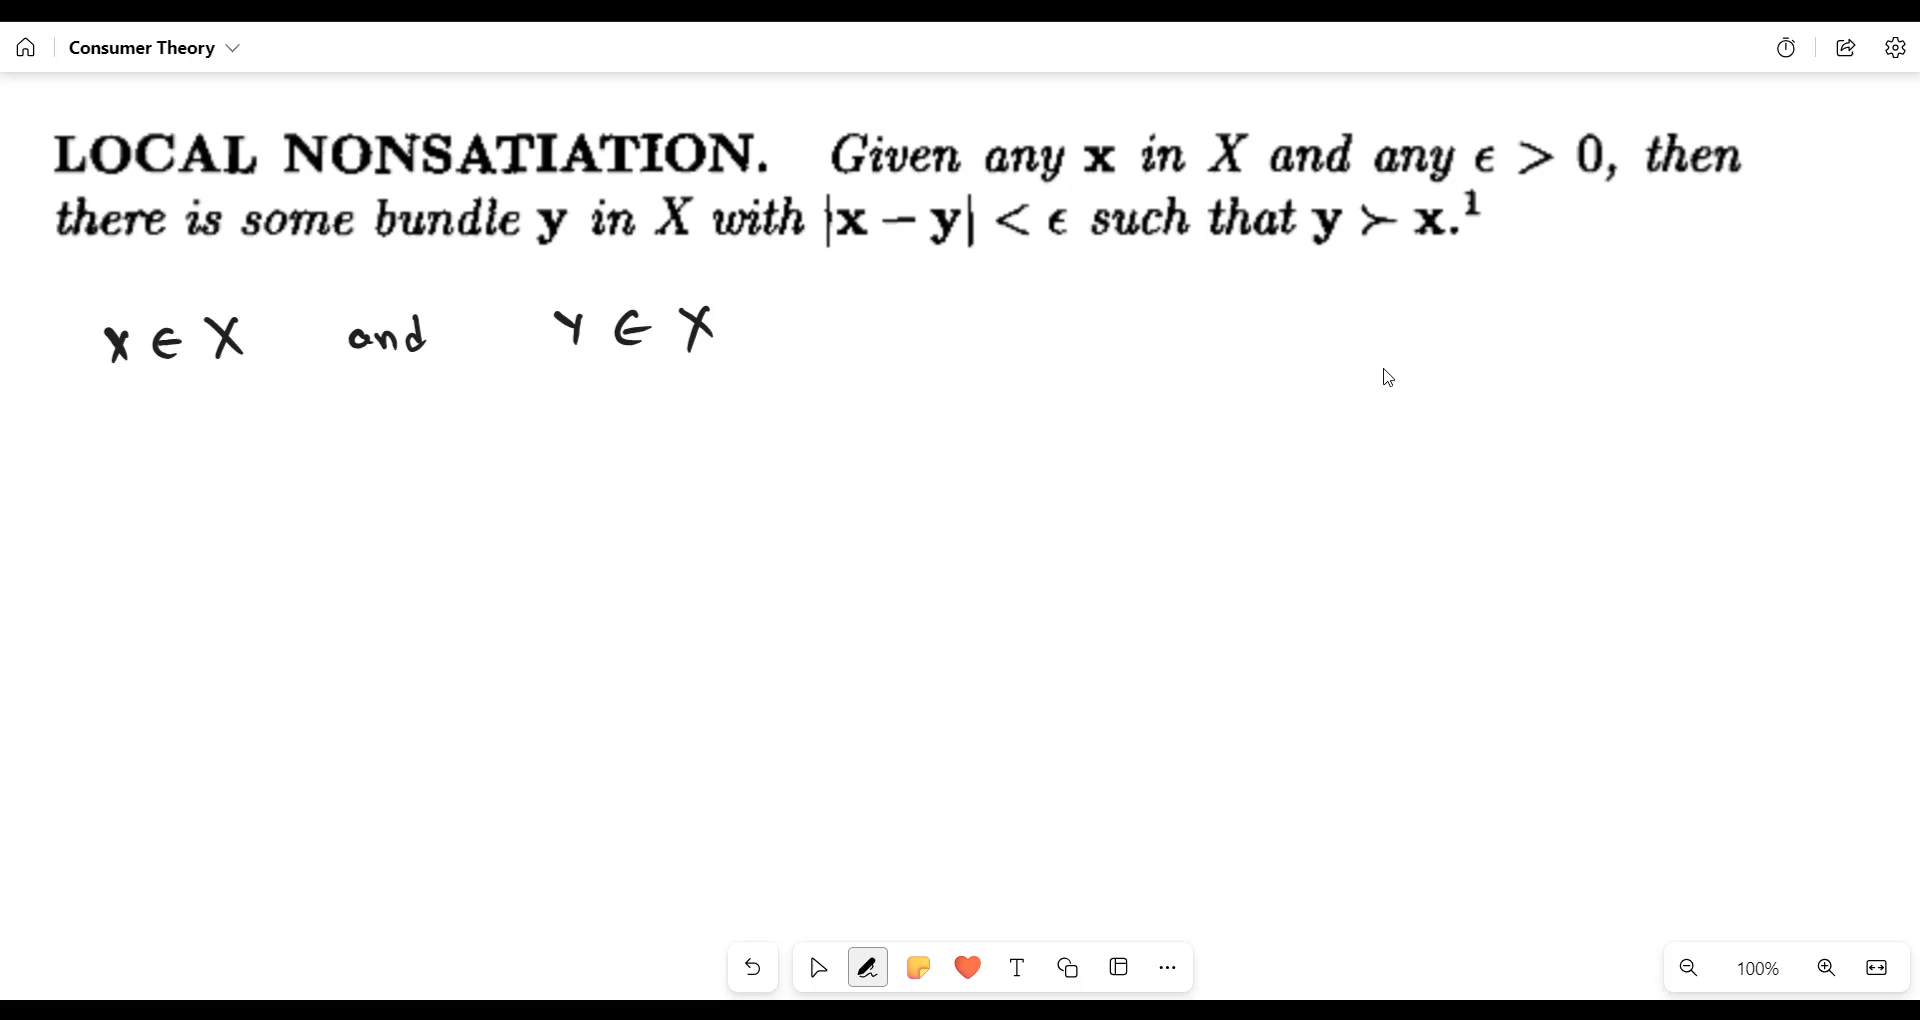 Consumer Theory
LOCAL NONSATIATION. Given any x in X and any ϵ > 0, then
there is some bundle y in X with |x − y| < ϵ such that y ≻ x.¹
x ∈ X and Y ∈ X
T
100%